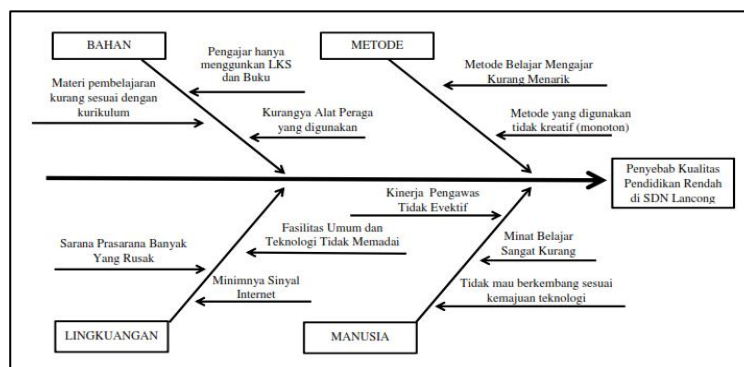 BAHAN
Pengajar hanya
menggunkan LKS
dan Buku
Materi pembelajaran
kurang sesuai dengan
kurikulum
Kurangya Alat Peraga
yang digunakan
METODE
Metode Belajar Mengajar
Kurang Menarik
Metode yang digunakan
tidak kreatif (monoton)
Penyebab Kualitas
Pendidikan Rendah
di SDN Lancong
Sarana Prasarana Banyak
Yang Rusak
Fasilitas Umum dan
Teknologi Tidak Memadai
Minimnya Sinyal
Internet
LINGKUANGAN
Kinerja Pengawas
Tidak Evektif
Minat Belajar
Sangat Kurang
Tidak mau berkembang sesuai
kemajuan teknologi
MANUSIA